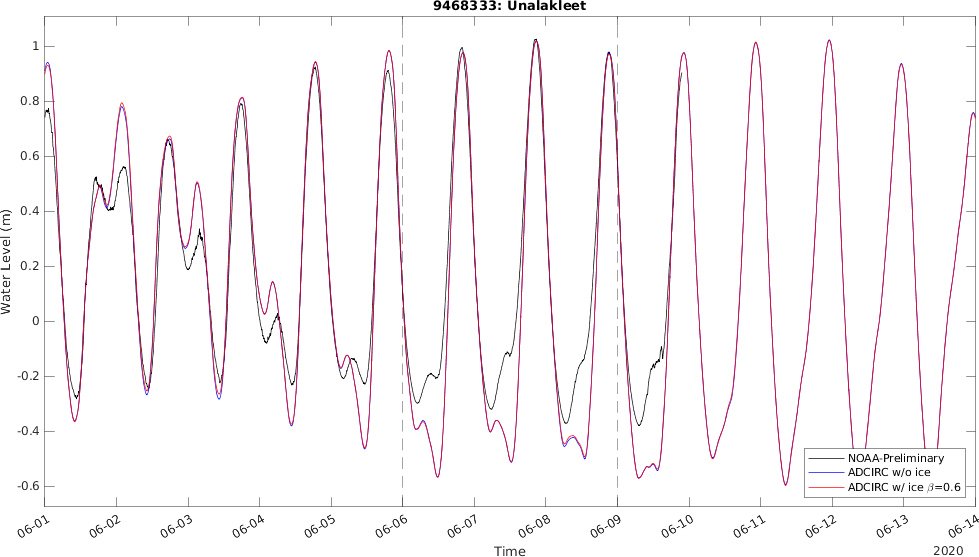 9468333: Unalakleet
Water Level (m)
1
0.8
0.6
0.4
0.2
0
-0.2
-0.4
-0.6
NOAA-Preliminary
ADCIRC w/o ice
ADCIRC w/ ice β=0.6
06-01 06-02 06-03 06-04 06-05 06-06 06-07 06-08 06-09 06-10 06-11 06-12 06-13 06-14
Time
2020